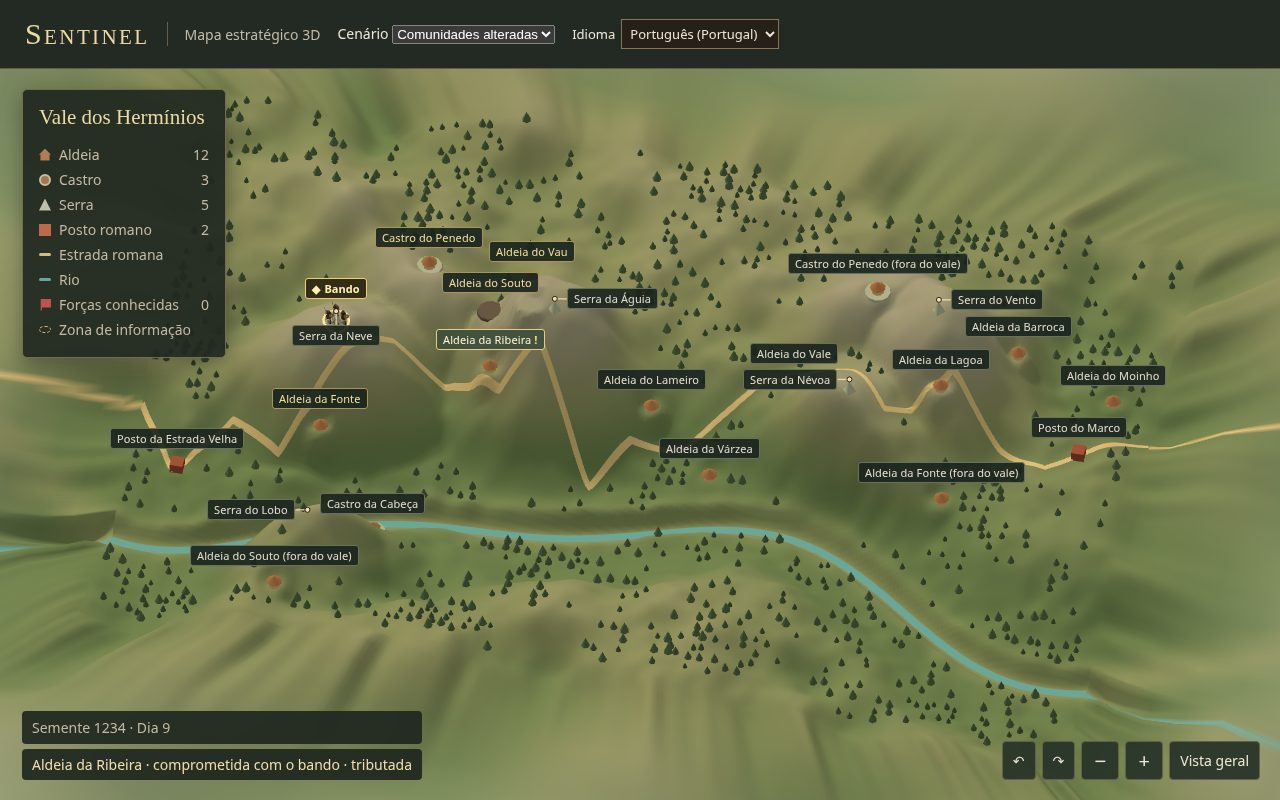 SENTINEL
Mapa estratégico 3D
Cenário
Comunidades alteradas
Idioma
Português (Portugal)
Vale dos Hermínios
Aldeia 12
Castro 3
Serra 5
Posto romano 2
Estrada romana
Rio
Forças conhecidas 0
Zona de informação
Castro do Penedo
Aldeia do Vau
Castro do Penedo (fora do vale)
Aldeia do Souto
◆ Bando
Serra da Águia
Serra do Vento
Aldeia da Barroca
Serra da Neve
Aldeia da Ribeira !
Aldeia do Vale
Aldeia da Lagoa
Aldeia do Lameiro
Serra da Névoa
Aldeia do Moinho
Aldeia da Fonte
Posto do Marco
Posto da Estrada Velha
Aldeia da Várzea
Aldeia da Fonte (fora do vale)
Castro da Cabeça
Serra do Lobo
Aldeia do Souto (fora do vale)
Semente 1234 · Dia 9
Aldeia da Ribeira · comprometida com o bando · tributada
↶ ↷ − + Vista geral